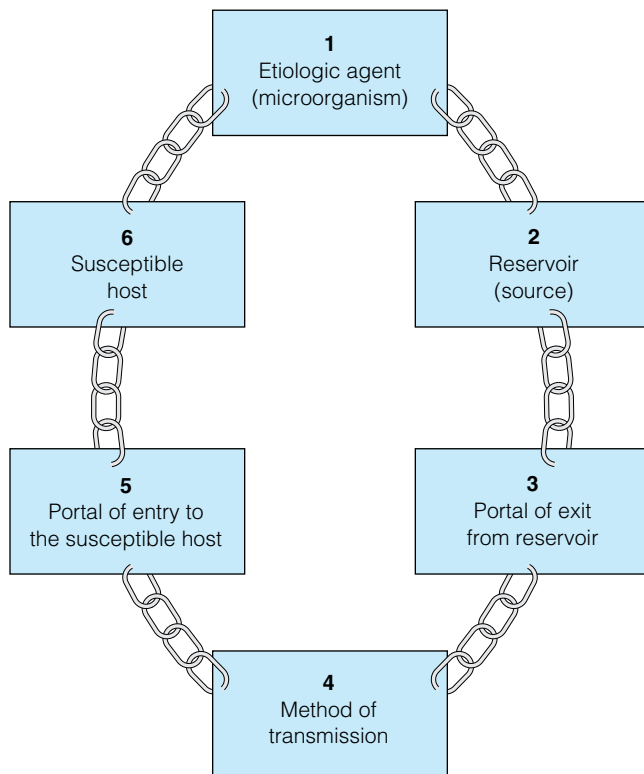 1
Etiologic agent
(microorganism)
2
Reservoir
(source)
3
Portal of exit
from reservoir
4
Method of
transmission
5
Portal of entry to
the susceptible host
6
Susceptible
host